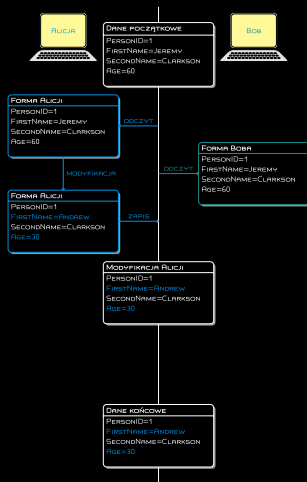 Alicja
Bob
Dane początkowe
PersonID=1
FirstName=Jeremy
SecondName=Clarkson
Age=60
Forma Alicji
PersonID=1
FirstName=Jeremy
SecondName=Clarkson
Age=60
odczyt
Forma Boba
PersonID=1
FirstName=Jeremy
SecondName=Clarkson
Age=60
odczyt
modyfikacja
Forma Alicji
PersonID=1
FirstName=Andrew
SecondName=Clarkson
Age=30
zapis
Modyfikacja Alicji
PersonID=1
FirstName=Andrew
SecondName=Clarkson
Age=30
Dane końcowe
PersonID=1
FirstName=Andrew
SecondName=Clarkson
Age=30